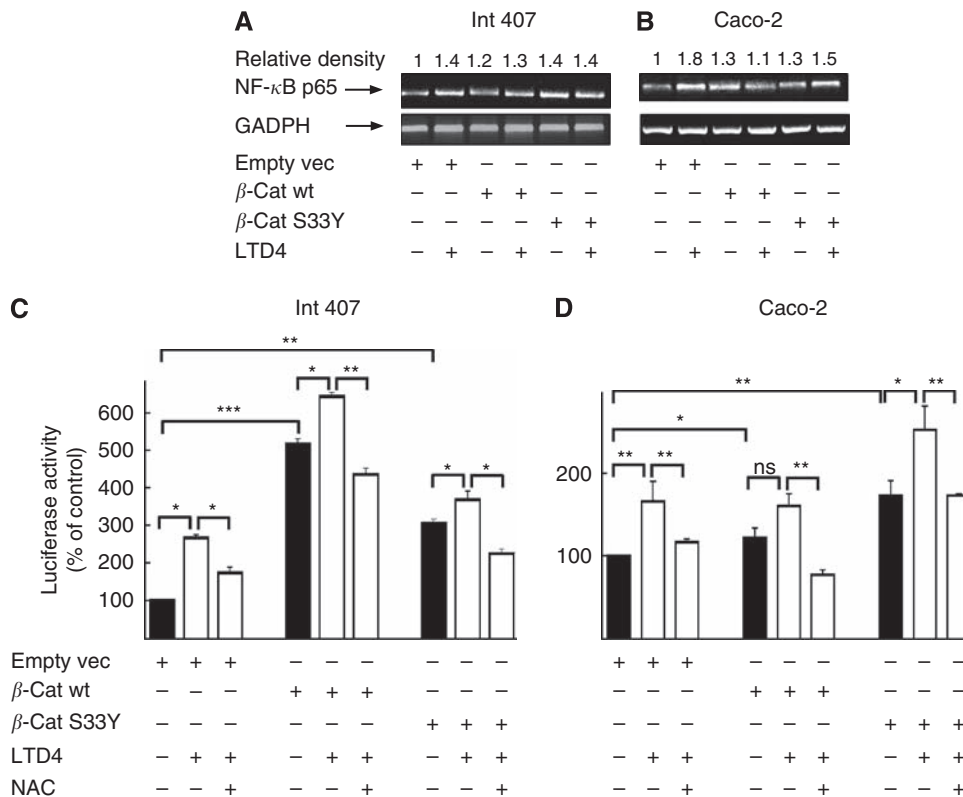 A Int 407 B Caco-2
Relative density 1 1.4 1.2 1.3 1.4 1.4 1 1.8 1.3 1.1 1.3 1.5
NF-κB p65
GADPH
Empty vec + + – – – – + + – – – –
β-Cat wt – – + + – – – – + + – –
β-Cat S33Y – – – – + + – – – – + +
LTD4 – + – + – + – + – + – +
C Int 407 D Caco-2
** 
* ** ** * **
600
*** *
500 ** ** ns **
200
400 * *
Luciferase activity
(% of control)
300 * *
200
100 100
Empty vec + + + – – – – – – + + + – – – – – –
β-Cat wt – – – + + + – – – – – – + + + – – –
β-Cat S33Y – – – – – – + + + – – – – – – + + +
LTD4 – + + – + + – + + – + + – + + – + +
NAC – – + – – + – – + – – + – – + – – +